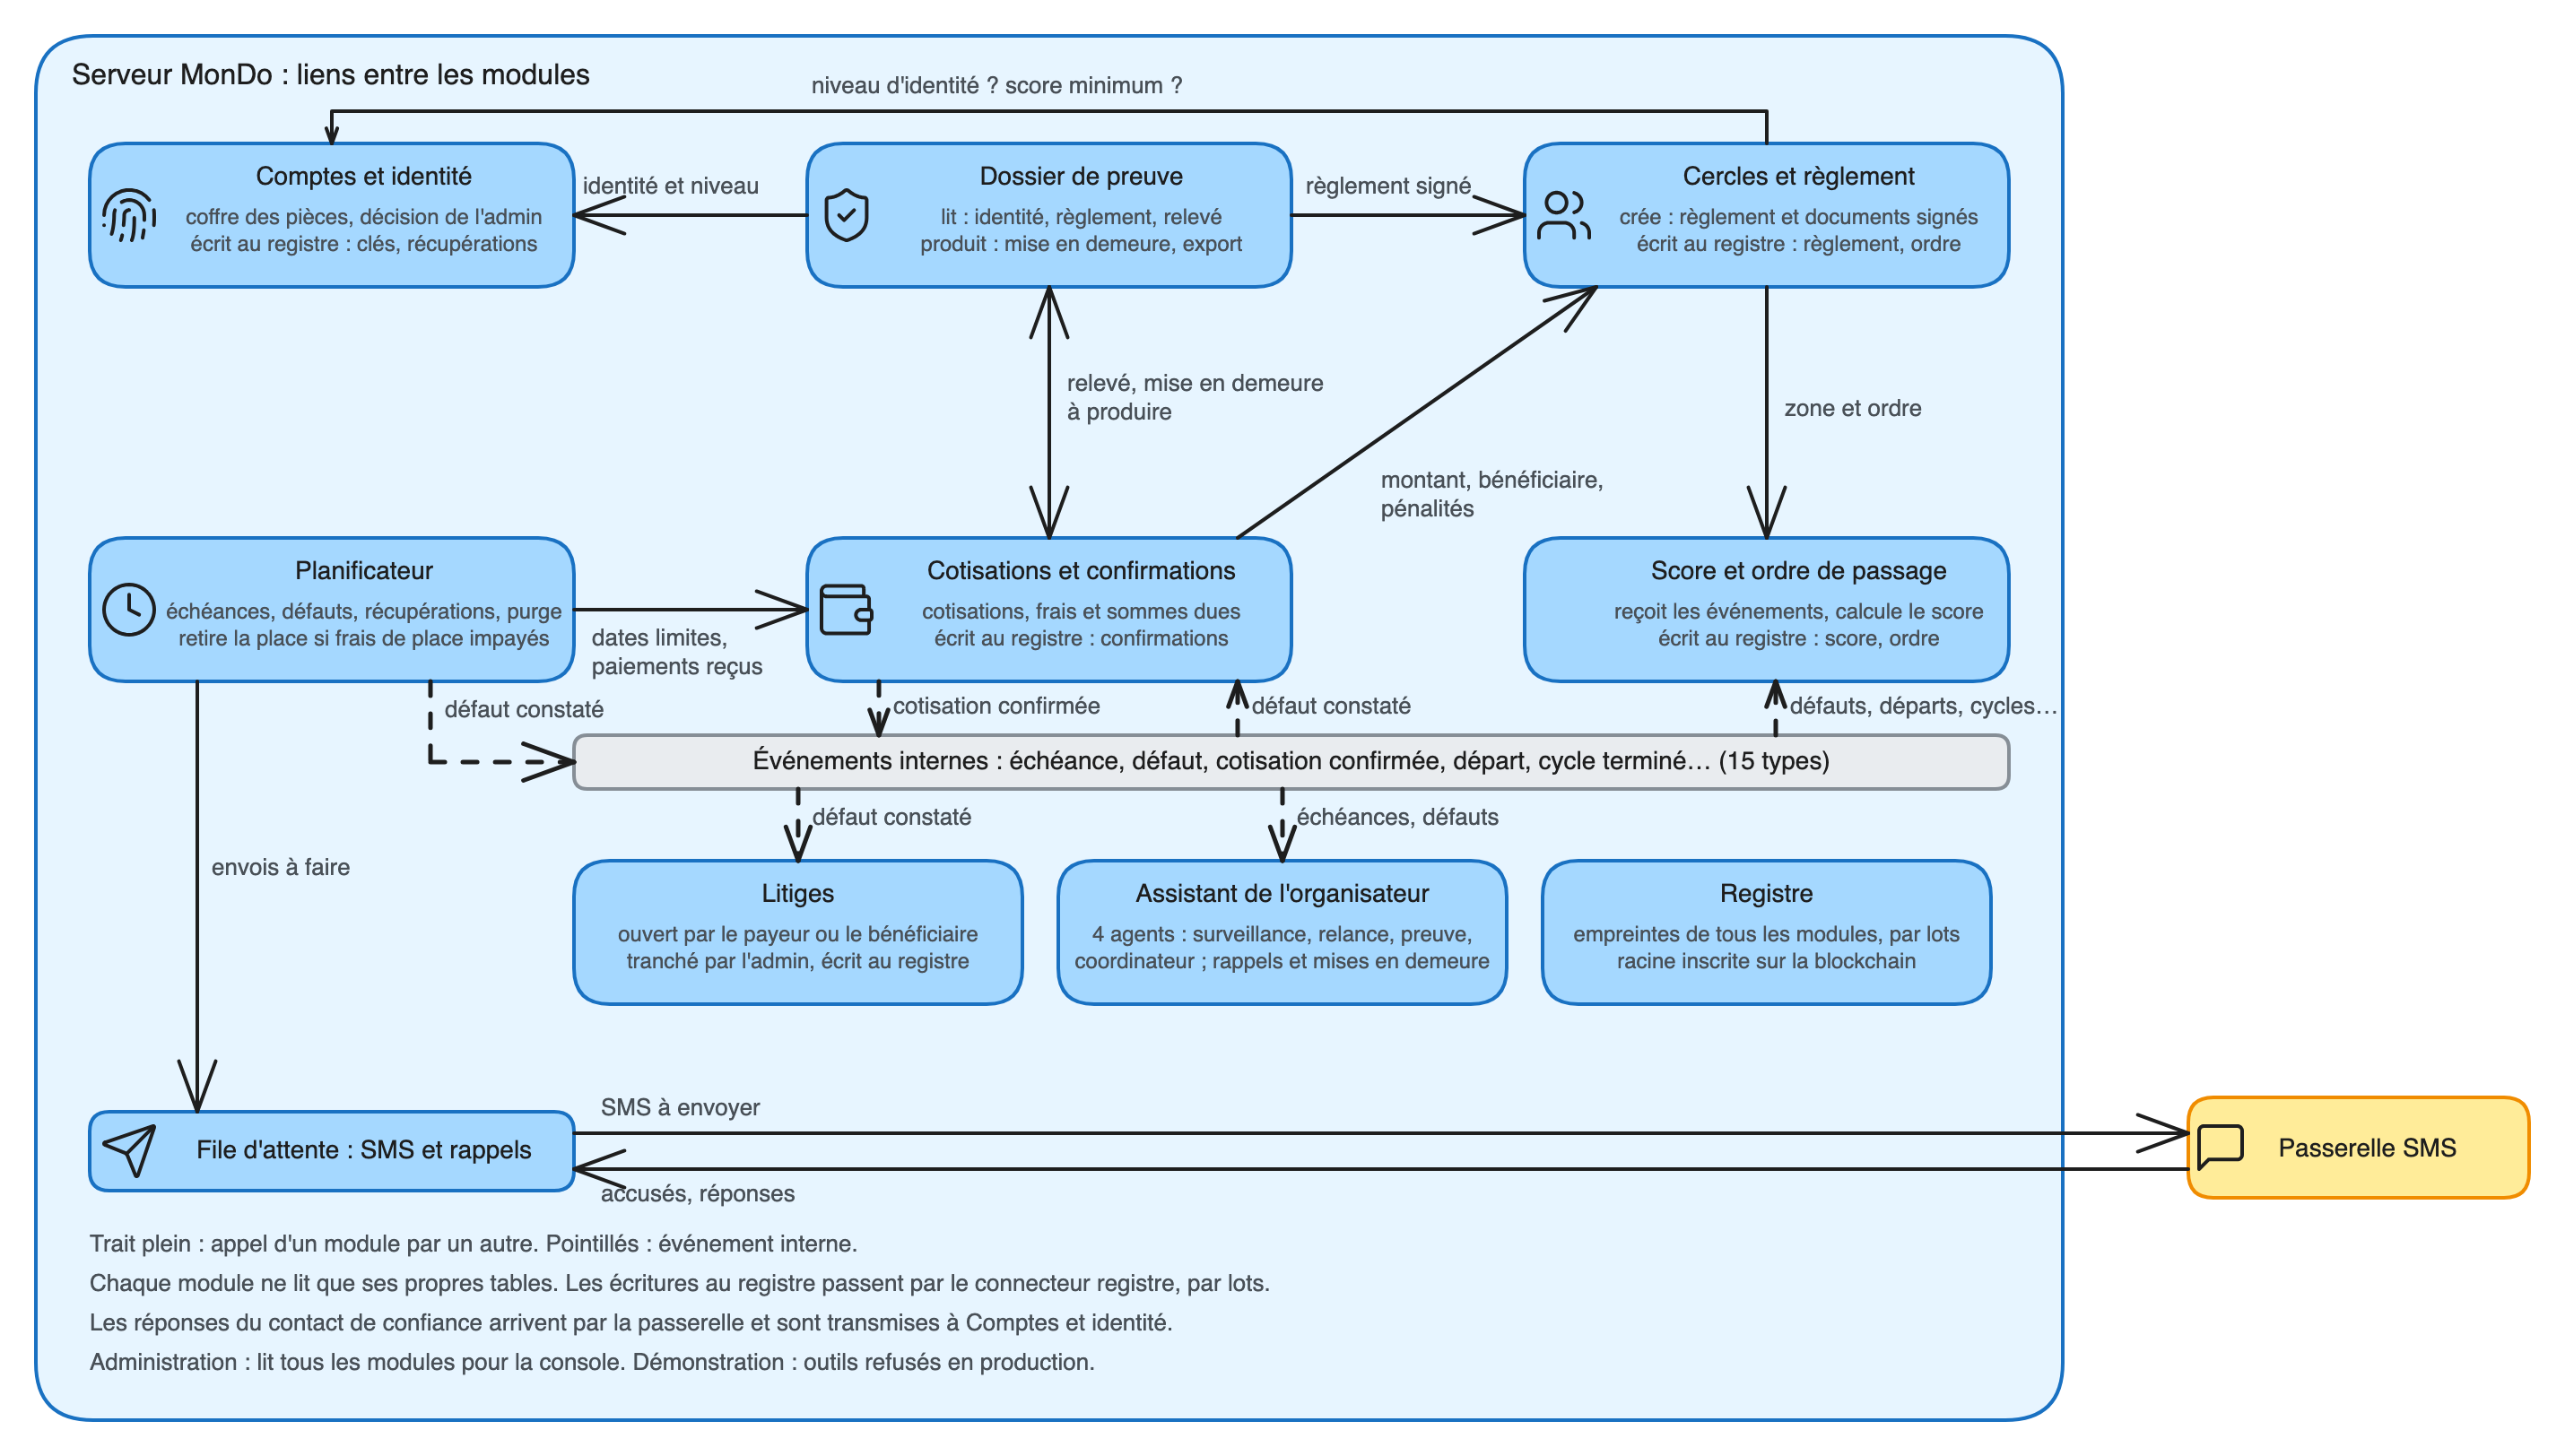 Serveur MonDo : liens entre les modules
niveau d'identité ? score minimum ?
Comptes et identité
coffre des pièces, décision de l'admin
écrit au registre : clés, récupérations
identité et niveau
Dossier de preuve
lit : identité, règlement, relevé
produit : mise en demeure, export
règlement signé
Cercles et règlement
crée : règlement et documents signés
écrit au registre : règlement, ordre
relevé, mise en demeure
à produire
zone et ordre
montant, bénéficiaire,
pénalités
Planificateur
échéances, défauts, récupérations, purge
retire la place si frais de place impayés
dates limites,
paiements reçus
Cotisations et confirmations
cotisations, frais et sommes dues
écrit au registre : confirmations
Score et ordre de passage
reçoit les événements, calcule le score
écrit au registre : score, ordre
défaut constaté
cotisation confirmée
défaut constaté
défauts, départs, cycles…
Événements internes : échéance, défaut, cotisation confirmée, départ, cycle terminé… (15 types)
défaut constaté
échéances, défauts
envois à faire
Litiges
ouvert par le payeur ou le bénéficiaire
tranché par l'admin, écrit au registre
Assistant de l'organisateur
4 agents : surveillance, relance, preuve,
coordinateur ; rappels et mises en demeure
Registre
empreintes de tous les modules, par lots
racine inscrite sur la blockchain
SMS à envoyer
File d'attente : SMS et rappels
Passerelle SMS
accusés, réponses
Trait plein : appel d'un module par un autre. Pointillés : événement interne.
Chaque module ne lit que ses propres tables. Les écritures au registre passent par le connecteur registre, par lots.
Les réponses du contact de confiance arrivent par la passerelle et sont transmises à Comptes et identité.
Administration : lit tous les modules pour la console. Démonstration : outils refusés en production.